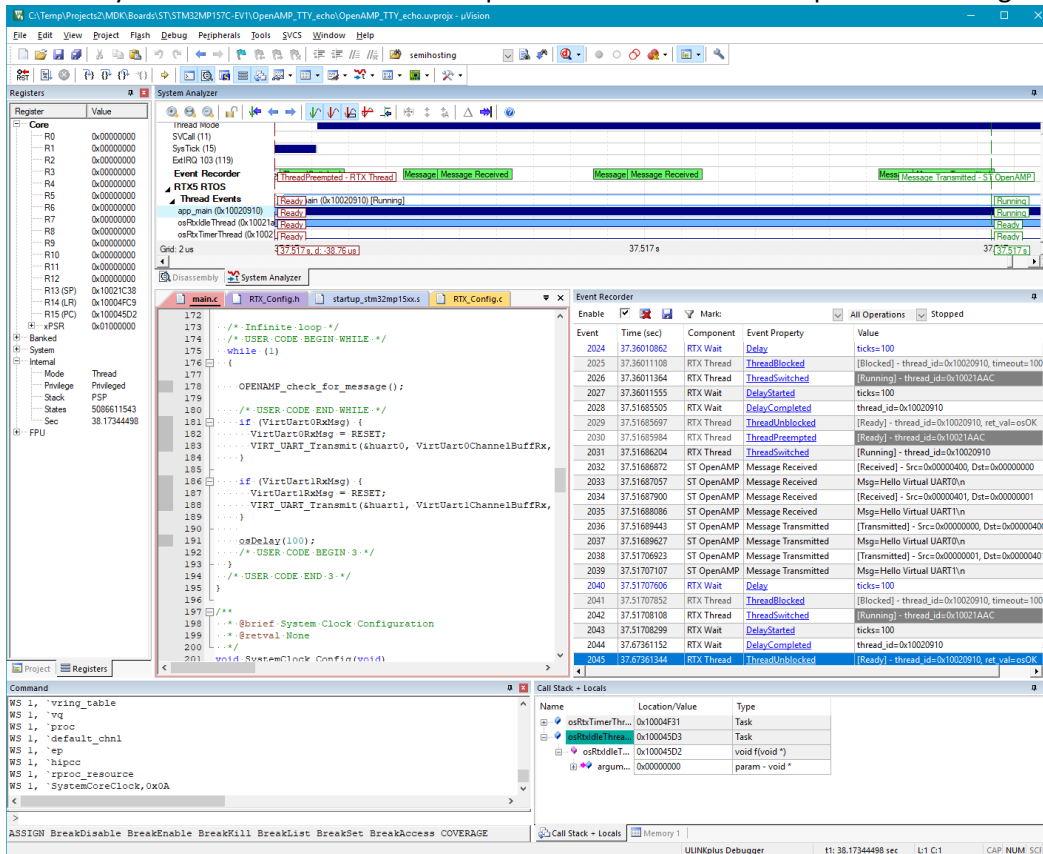 C:\Temp\Projects2\MDK\Boards\ST\STM32MP157C-EV1\OpenAMP_TTY_echo\OpenAMP_TTY_echo.uvprojx - µVision
File Edit View Project Flash Debug Peripherals Tools SVCS Window Help
semihosting
RST
Registers
Register Value
Core
R0 0x00000000
R1 0x00000000
R2 0x00000000
R3 0x00000000
R4 0x00000000
R5 0x00000000
R6 0x00000000
R7 0x00000000
R8 0x00000000
R9 0x00000000
R10 0x00000000
R11 0x00000000
R12 0x00000000
R13 (SP) 0x10021C38
R14 (LR) 0x10004FC9
R15 (PC) 0x100045D2
xPSR 0x01000000
Banked
System
Internal
Mode Thread
Privilege Privileged
Stack PSP
States 5086611543
Sec 38.17344498
FPU
Project Registers
System Analyzer
Thread Mode
SVCall (11)
SysTick (15)
ExtIRQ 103 (119)
Event Recorder ThreadPreempted - RTX Thread Message Message Received Message Message Received Message Transmitted - ST OpenAMP
RTX5 RTOS
Thread Events Ready ain (0x10020910) [Running] Running
app_main (0x10020910) Ready Running
osRtxIdleThread (0x10021a Ready Ready
osRtxTimerThread (0x1002 Ready Ready
Grid: 2 us 37.517 s, d: -38.76 us 37.517 s 37.517 s
Disassembly System Analyzer
main.c RTX_Config.h startup_stm32mp15xx.s RTX_Config.c
172
173 /* Infinite loop */
174 /* USER CODE BEGIN WHILE */
175 while (1)
176 {
177
178 OPENAMP_check_for_message();
179
180 /* USER CODE END WHILE */
181 if (VirtUart0RxMsg) {
182 VirtUart0RxMsg = RESET;
183 VIRT_UART_Transmit(&huart0, VirtUart0ChannelBuffRx,
184 }
185
186 if (VirtUart1RxMsg) {
187 VirtUart1RxMsg = RESET;
188 VIRT_UART_Transmit(&huart1, VirtUart1ChannelBuffRx,
189 }
190
191 osDelay(100);
192 /* USER CODE BEGIN 3 */
193 }
194 /* USER CODE END 3 */
195 }
196
197 /**
198 * @brief System Clock Configuration
199 * @retval None
200 */
201 void SystemClock_Config(void)
Event Recorder
Enable Mark: All Operations Stopped
Event Time (sec) Component Event Property Value
2024 37.36010862 RTX Wait Delay ticks=100
2025 37.36011108 RTX Thread ThreadBlocked [Blocked] - thread_id=0x10020910, timeout=100
2026 37.36011364 RTX Thread ThreadSwitched [Running] - thread_id=0x10021AAC
2027 37.36011555 RTX Wait DelayStarted ticks=100
2028 37.51685505 RTX Wait DelayCompleted thread_id=0x10020910
2029 37.51685697 RTX Thread ThreadUnblocked [Ready] - thread_id=0x10020910, ret_val=osOK
2030 37.51685984 RTX Thread ThreadPreempted [Ready] - thread_id=0x10021AAC
2031 37.51686204 RTX Thread ThreadSwitched [Running] - thread_id=0x10020910
2032 37.51686872 ST OpenAMP Message Received [Received] - Src=0x00000400, Dst=0x00000000
2033 37.51687057 ST OpenAMP Message Received Msg=Hello Virtual UART0\n
2034 37.51687900 ST OpenAMP Message Received [Received] - Src=0x00000401, Dst=0x00000001
2035 37.51688086 ST OpenAMP Message Received Msg=Hello Virtual UART1\n
2036 37.51689443 ST OpenAMP Message Transmitted [Transmitted] - Src=0x00000000, Dst=0x00000400
2037 37.51689627 ST OpenAMP Message Transmitted Msg=Hello Virtual UART0\n
2038 37.51706923 ST OpenAMP Message Transmitted [Transmitted] - Src=0x00000001, Dst=0x00000401
2039 37.51707107 ST OpenAMP Message Transmitted Msg=Hello Virtual UART1\n
2040 37.51707606 RTX Wait Delay ticks=100
2041 37.51707852 RTX Thread ThreadBlocked [Blocked] - thread_id=0x10020910, timeout=100
2042 37.51708108 RTX Thread ThreadSwitched [Running] - thread_id=0x10021AAC
2043 37.51708299 RTX Wait DelayStarted ticks=100
2044 37.67361152 RTX Wait DelayCompleted thread_id=0x10020910
2045 37.67361344 RTX Thread ThreadUnblocked [Ready] - thread_id=0x10020910, ret_val=osOK
Command
WS 1, `vring_table
WS 1, `vq
WS 1, `proc
WS 1, `default_chnl
WS 1, `ep
WS 1, `hipcc
WS 1, `rproc_resource
WS 1, `SystemCoreClock,0x0A
>
ASSIGN BreakDisable BreakEnable BreakKill BreakList BreakSet BreakAccess COVERAGE
Call Stack + Locals
Name Location/Value Type
osRtxTimerThr... 0x10004F31 Task
osRtxIdleThrea... 0x100045D3 Task
osRtxIdleT... 0x100045D2 void f(void *)
argum... 0x00000000 param - void *
Call Stack + Locals Memory 1
ULINKplus Debugger t1: 38.17344498 sec L:1 C:1 CAP NUM SC